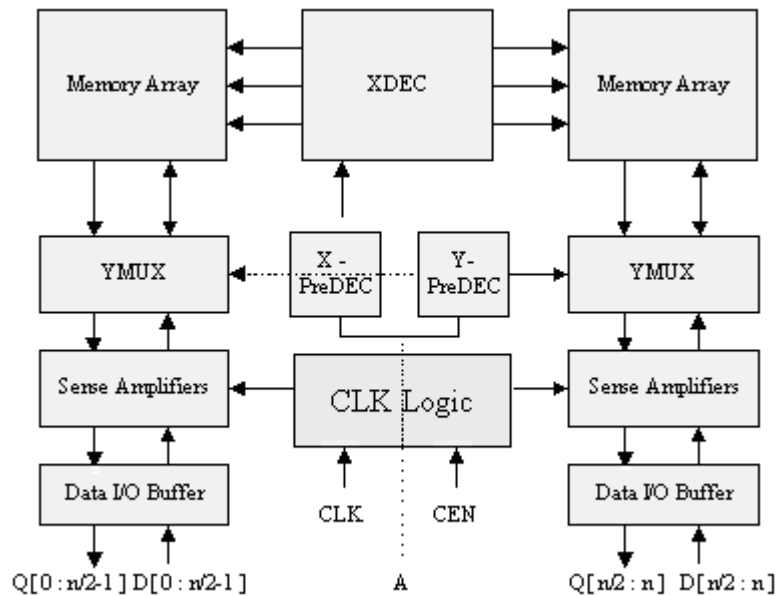 Memory Array
XDEC
Memory Array
YMUX
X -
PreDEC
Y-
PreDEC
YMUX
Sense Amplifiers
CLK Logic
Sense Amplifiers
Data I/O Buffer
CLK
CEN
Data I/O Buffer
Q[0 : n/2-1] D[0 : n/2-1]
A
Q[n/2 : n] D[n/2 : n]